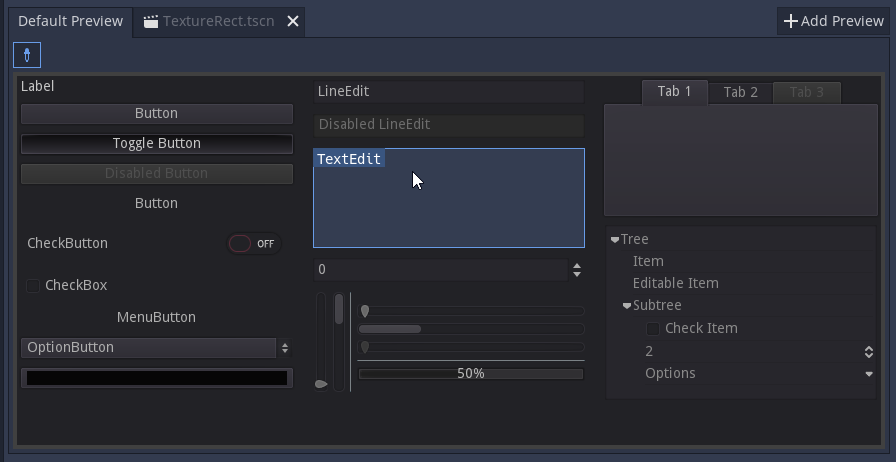 Default Preview
TextureRect.tscn
Add Preview
Label
Button
Toggle Button
Disabled Button
Button
CheckButton
OFF
CheckBox
MenuButton
OptionButton
LineEdit
Disabled LineEdit
TextEdit
0
50%
Tab 1 Tab 2 Tab 3
Tree
Item
Editable Item
Subtree
Check Item
2
Options